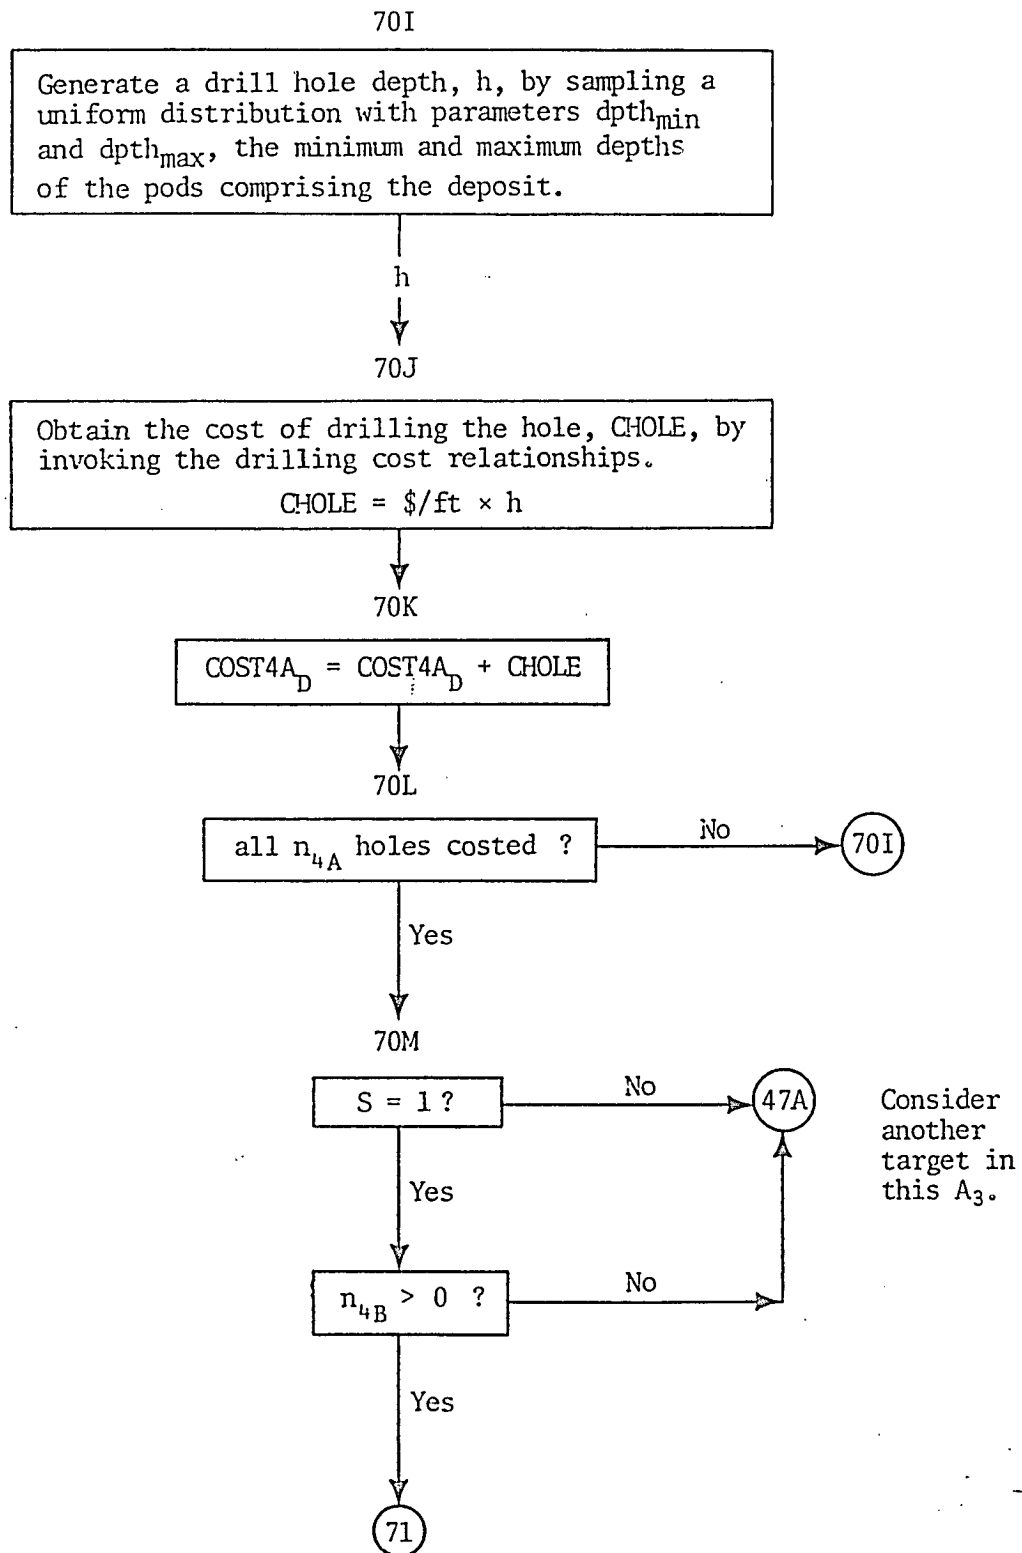 70I
Generate a drill hole depth, h, by sampling a
uniform distribution with parameters dpth_min
and dpth_max, the minimum and maximum depths
of the pods comprising the deposit.
h
70J
Obtain the cost of drilling the hole, CHOLE, by
invoking the drilling cost relationships.
CHOLE = $/ft × h
70K
COST4A_D = COST4A_D + CHOLE
70L
all n_4A holes costed ?
No
70I
Yes
70M
S = 1 ?
No
47A
Consider
another
target in
this A₃.
Yes
n_4B > 0 ?
No
Yes
71